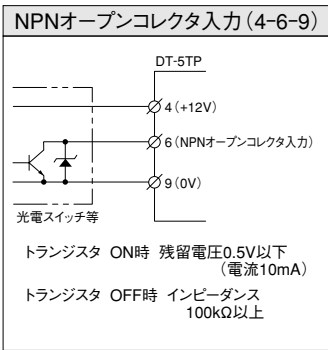 NPNオープンコレクタ入力(4-6-9)
DT-5TP
4(+12V)
6(NPNオープンコレクタ入力)
9(0V)
光電スイッチ等
トランジスタ ON時 残留電圧0.5V以下
(電流10mA)
トランジスタ OFF時 インピーダンス
100kΩ以上